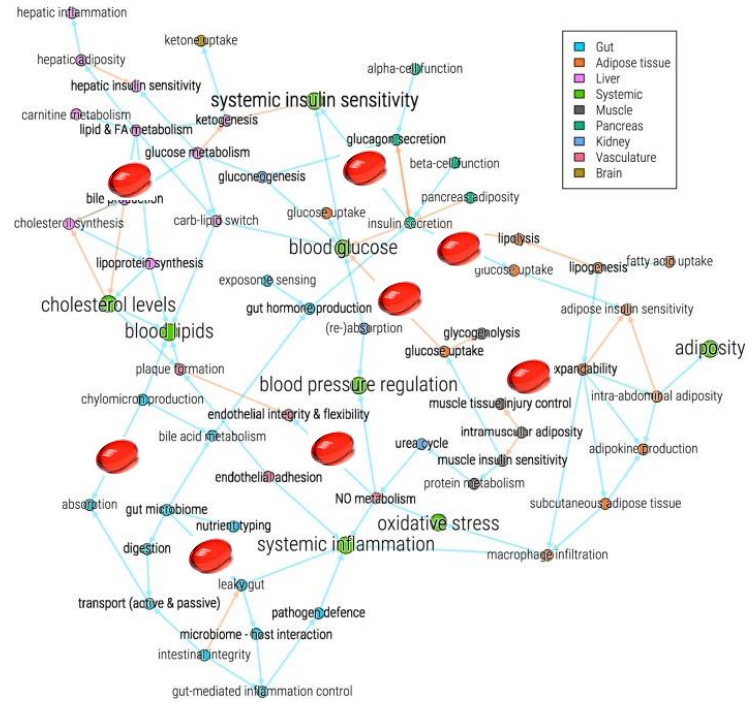 hepatic inflammation
ketone uptake
hepatic adiposity
alpha-cell function
hepatic insulin sensitivity
systemic insulin sensitivity
carnitine metabolism
ketogenesis
lipid & FA metabolism
glucagon secretion
glucose metabolism
beta-cell function
gluconeogenesis
pancreas adiposity
bile production
glucose uptake
cholesterol synthesis
carb-lipid switch
insulin secretion
lipolysis
blood glucose
lipoprotein synthesis
glucose uptake
lipogenesis
fatty acid uptake
exposome sensing
cholesterol levels
gut hormone production
adipose insulin sensitivity
blood lipids
(re-)absorption
glycogenolysis
glucose uptake
adiposity
plaque formation
expandability
blood pressure regulation
intra-abdominal adiposity
chylomicron production
muscle tissue injury control
endothelial integrity & flexibility
intramuscular adiposity
bile acid metabolism
urea cycle
adipokine production
muscle insulin sensitivity
endothelial adhesion
protein metabolism
NO metabolism
absorption
gut microbiome
subcutaneous adipose tissue
nutrient typing
oxidative stress
digestion
systemic inflammation
macrophage infiltration
leaky gut
transport (active & passive)
pathogen defence
microbiome - host interaction
intestinal integrity
gut-mediated inflammation control
Gut
Adipose tissue
Liver
Systemic
Muscle
Pancreas
Kidney
Vasculature
Brain